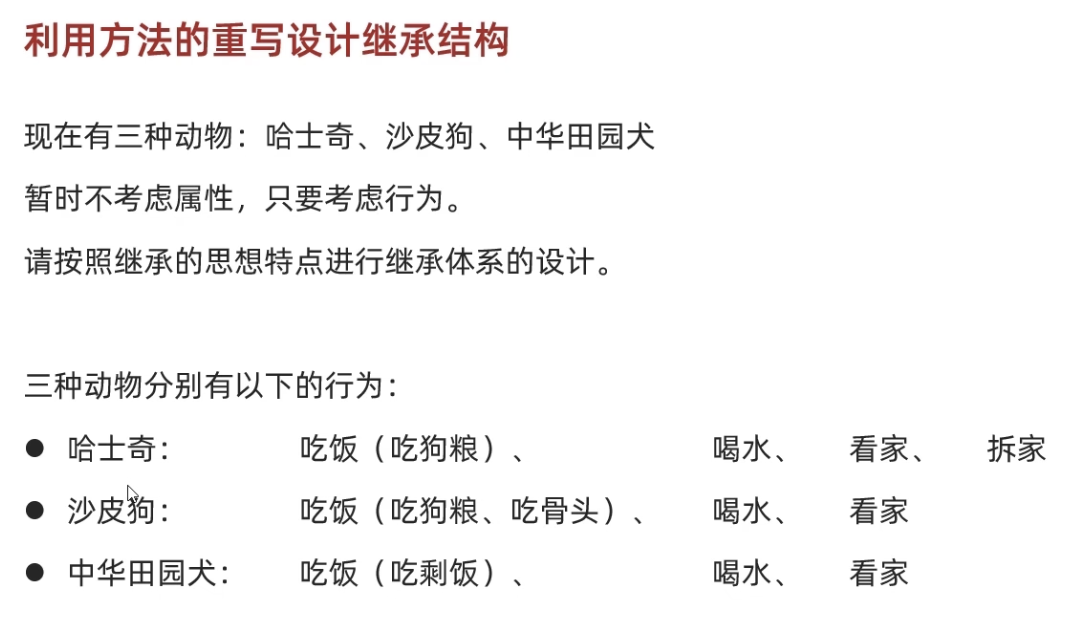 利用方法的重写设计继承结构
现在有三种动物：哈士奇、沙皮狗、中华田园犬
暂时不考虑属性，只要考虑行为。
请按照继承的思想特点进行继承体系的设计。
三种动物分别有以下的行为：
● 哈士奇： 吃饭（吃狗粮）、 喝水、 看家、 拆家
● 沙皮狗： 吃饭（吃狗粮、吃骨头）、 喝水、 看家
● 中华田园犬： 吃饭（吃剩饭）、 喝水、 看家